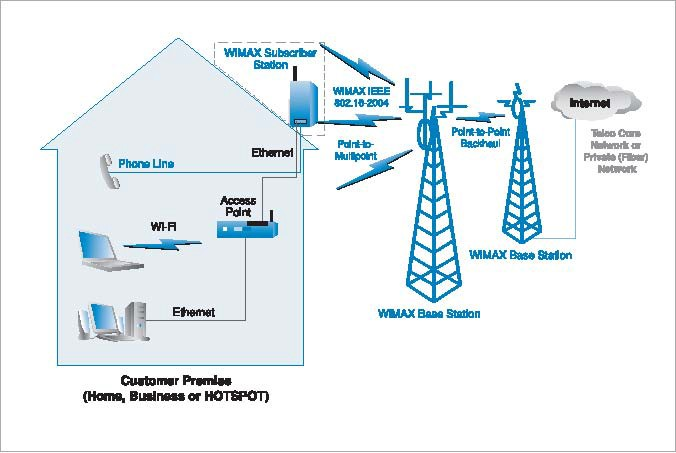 WIMAX Subscriber
Station
WIMAX IEEE
802.16-2004
Internet
Ethernet
Point-to-
Multipoint
Point-to-Point
Backhaul
Telco Core
Network or
Private (Fiber)
Network
Phone Line
Access
Point
Wi-Fi
WIMAX Base Station
Ethernet
WIMAX Base Station
Customer Premise
(Home, Business or HOTSPOT)